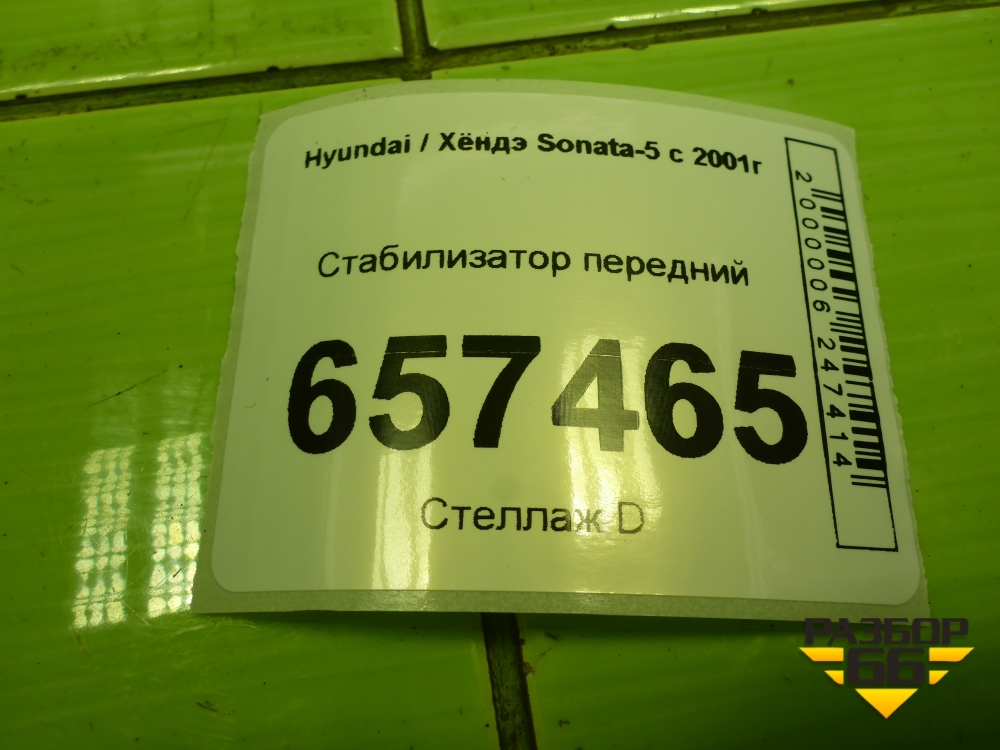 Hyundai / Хёндэ Sonata-5 с 2001г
Стабилизатор передний
657465
Стеллаж D
2000006247414
РАЗБОР
66